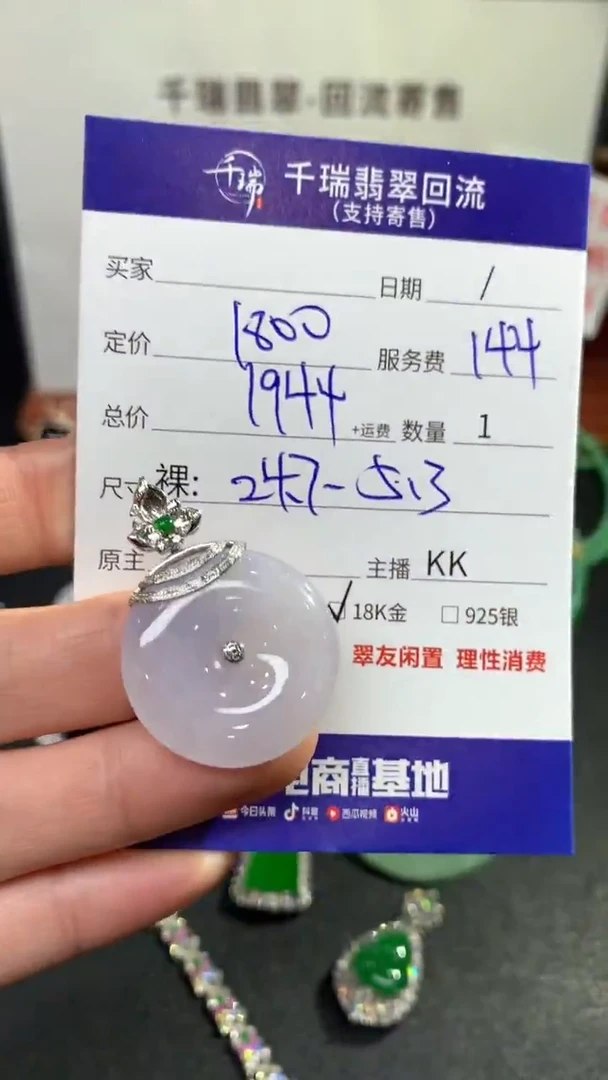 千瑞翡翠·回流寄售
千瑞 千瑞翡翠回流
(支持寄售)
买家 日期 /
定价 1800 服务费 144
总价 1944 +运费 数量 1
尺寸 裸: 24.7-5.13
原主 主播 KK
✓ 18K金 □ 925银
翠友闲置 理性消费
电商直播基地
今日头条 抖音 西瓜视频 火山